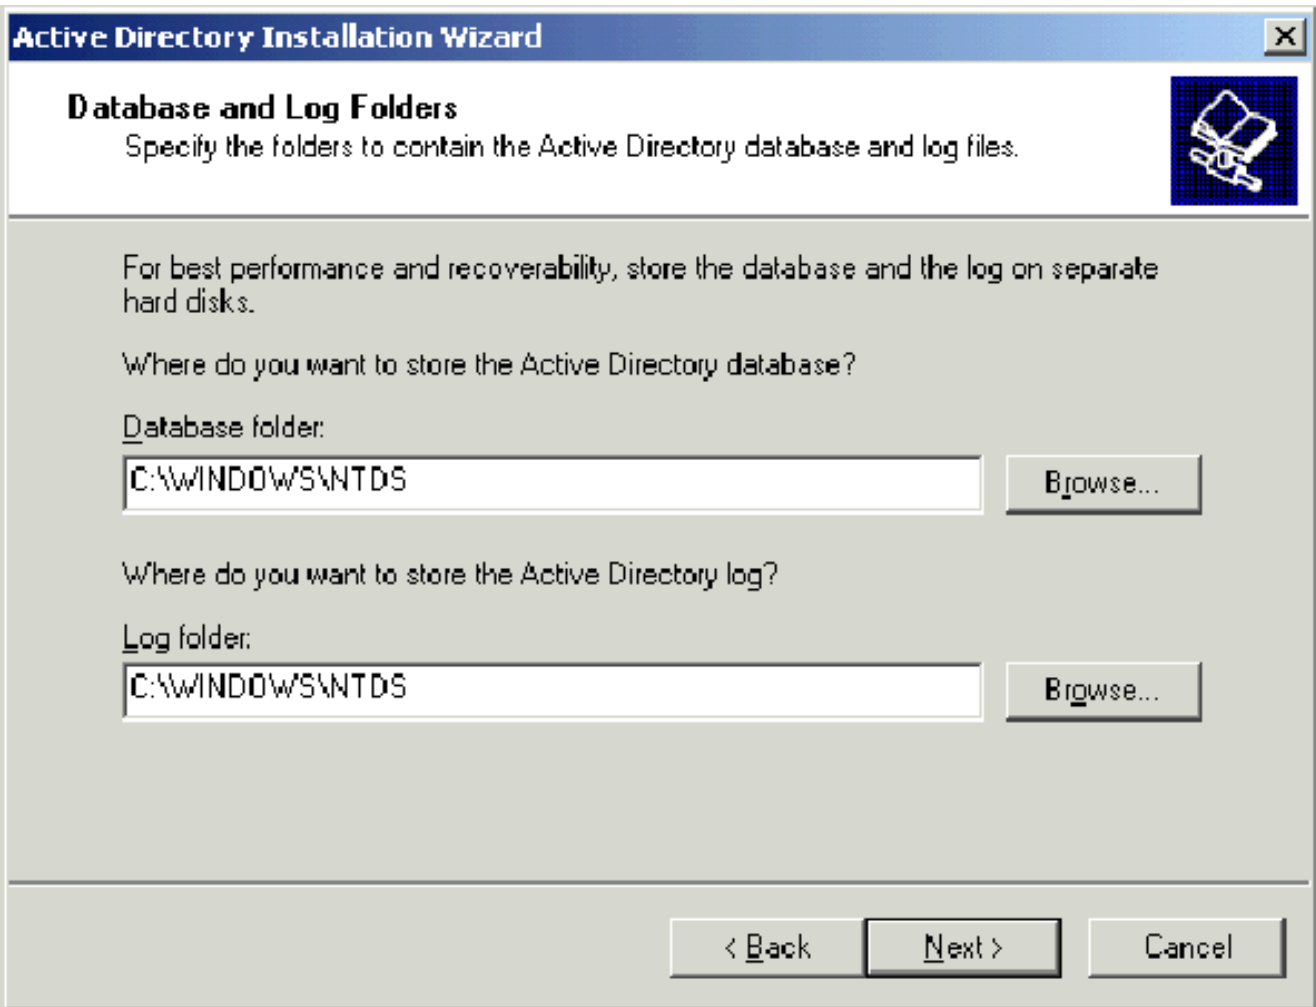 Active Directory Installation Wizard
Database and Log Folders
Specify the folders to contain the Active Directory database and log files.
For best performance and recoverability, store the database and the log on separate
hard disks.
Where do you want to store the Active Directory database?
Database folder:
C:\WINDOWS\NTDS
Browse...
Where do you want to store the Active Directory log?
Log folder:
C:\WINDOWS\NTDS
Browse...
< Back
Next >
Cancel